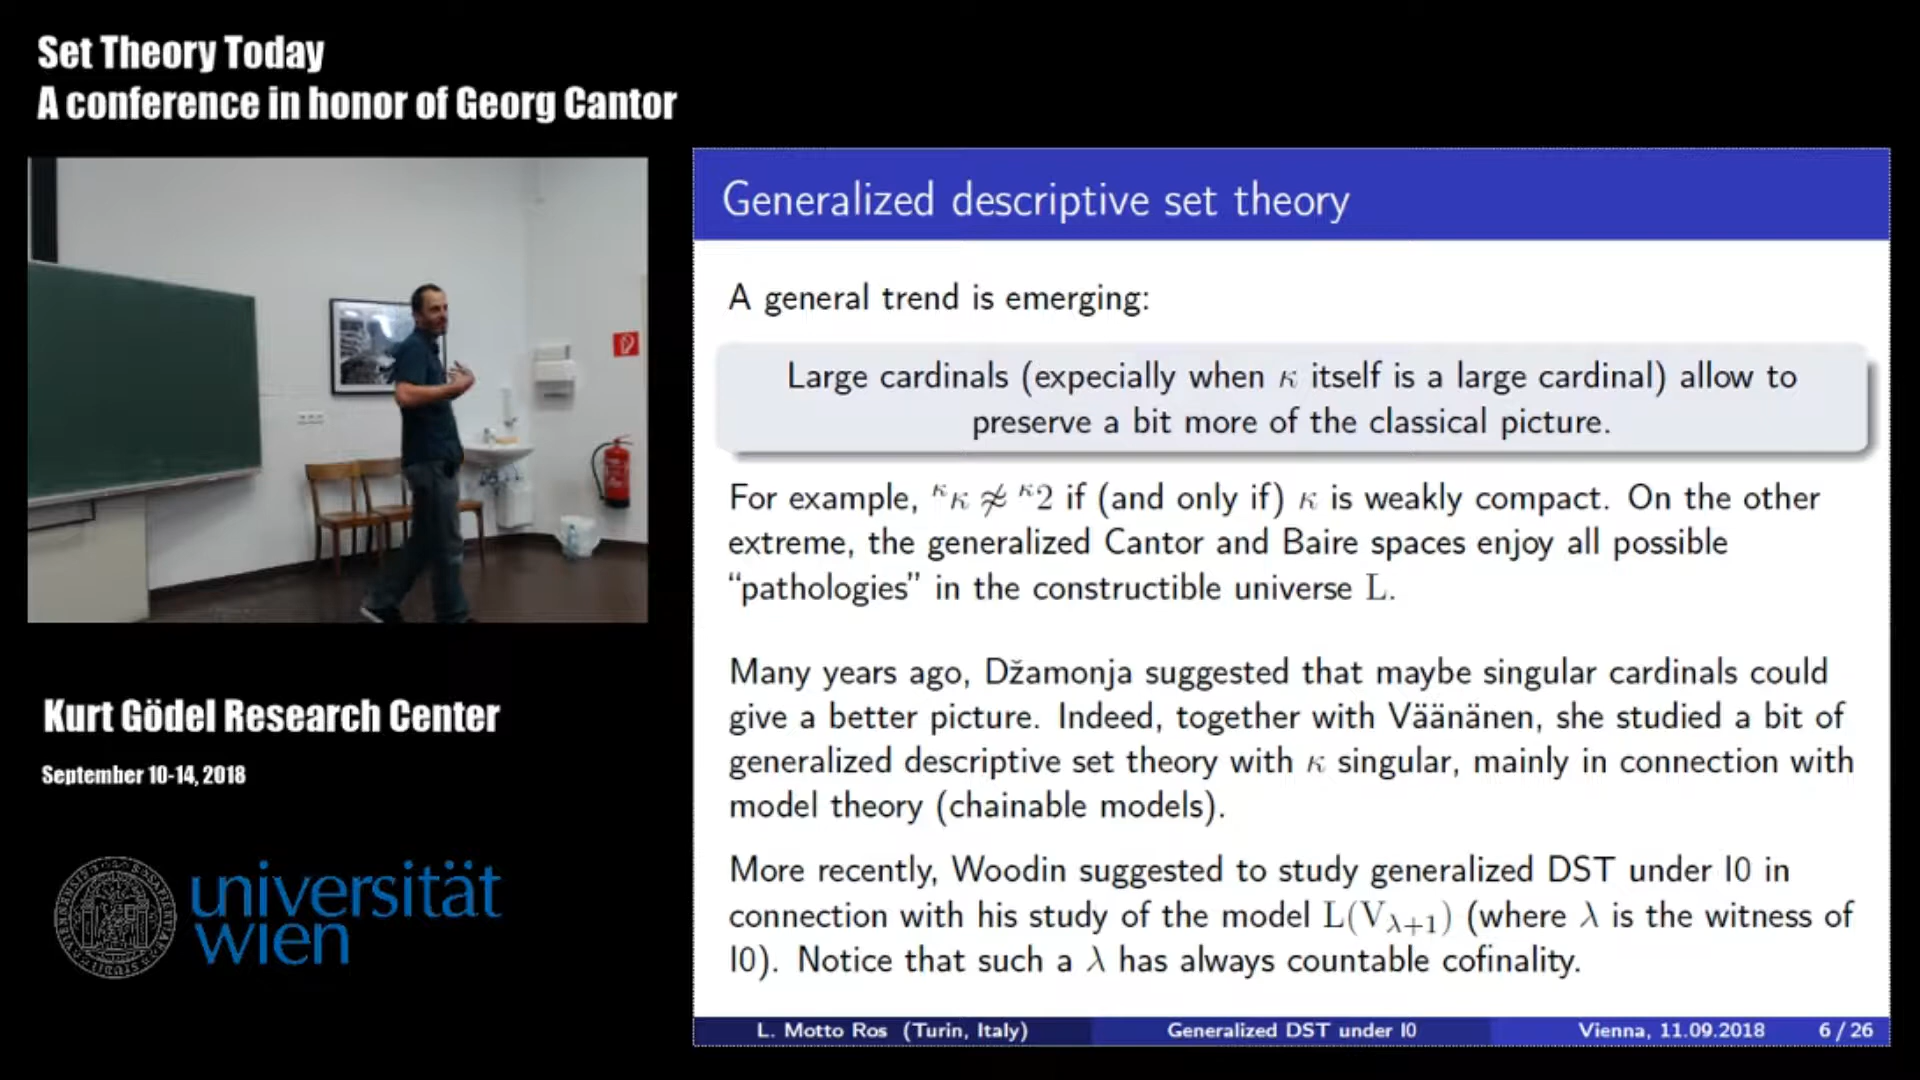 Set Theory Today
A conference in honor of Georg Cantor
Generalized descriptive set theory
A general trend is emerging:
Large cardinals (expecially when κ itself is a large cardinal) allow to
preserve a bit more of the classical picture.
For example, ᵏκ ≉ ᵏ2 if (and only if) κ is weakly compact. On the other
extreme, the generalized Cantor and Baire spaces enjoy all possible
“pathologies” in the constructible universe L.
Many years ago, Džamonja suggested that maybe singular cardinals could
give a better picture. Indeed, together with Väänänen, she studied a bit of
generalized descriptive set theory with κ singular, mainly in connection with
model theory (chainable models).
More recently, Woodin suggested to study generalized DST under I0 in
connection with his study of the model L(V_{λ+1}) (where λ is the witness of
I0). Notice that such a λ has always countable cofinality.
L. Motto Ros (Turin, Italy) Generalized DST under I0 Vienna, 11.09.2018 6 / 26
Kurt Gödel Research Center
September 10-14, 2018
universität
wien